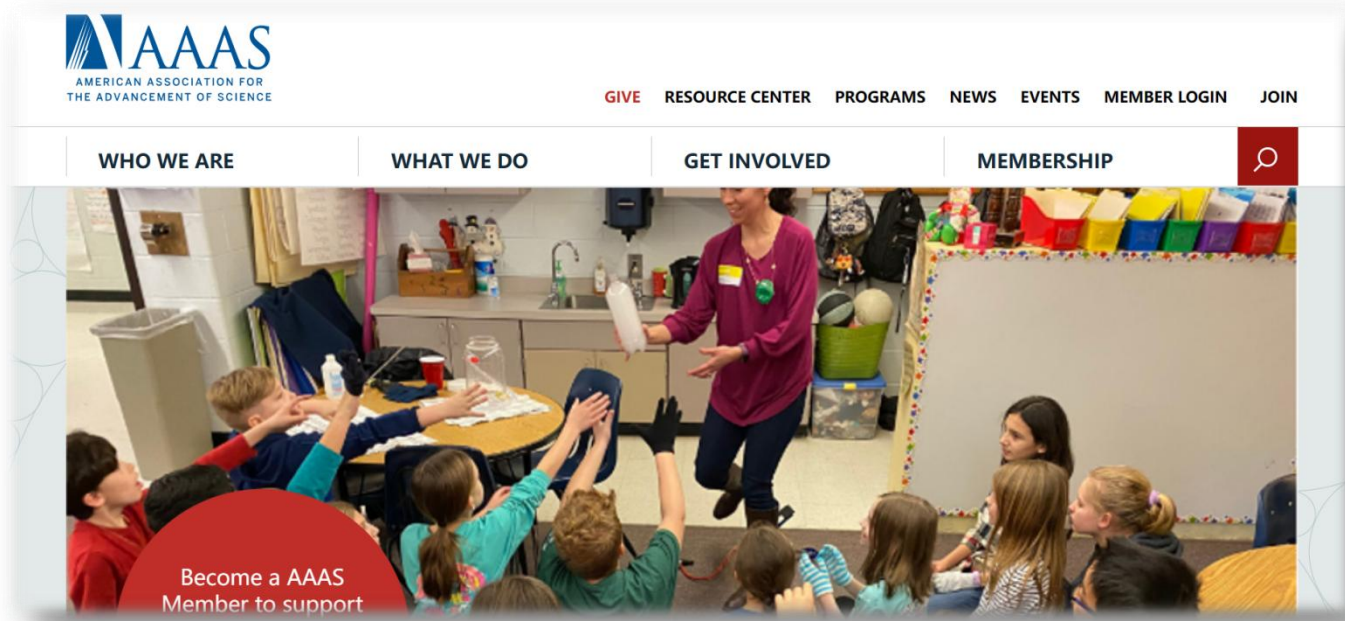 AAAS
AMERICAN ASSOCIATION FOR
THE ADVANCEMENT OF SCIENCE
GIVE RESOURCE CENTER PROGRAMS NEWS EVENTS MEMBER LOGIN JOIN
WHO WE ARE WHAT WE DO GET INVOLVED MEMBERSHIP
Become a AAAS
Member to support